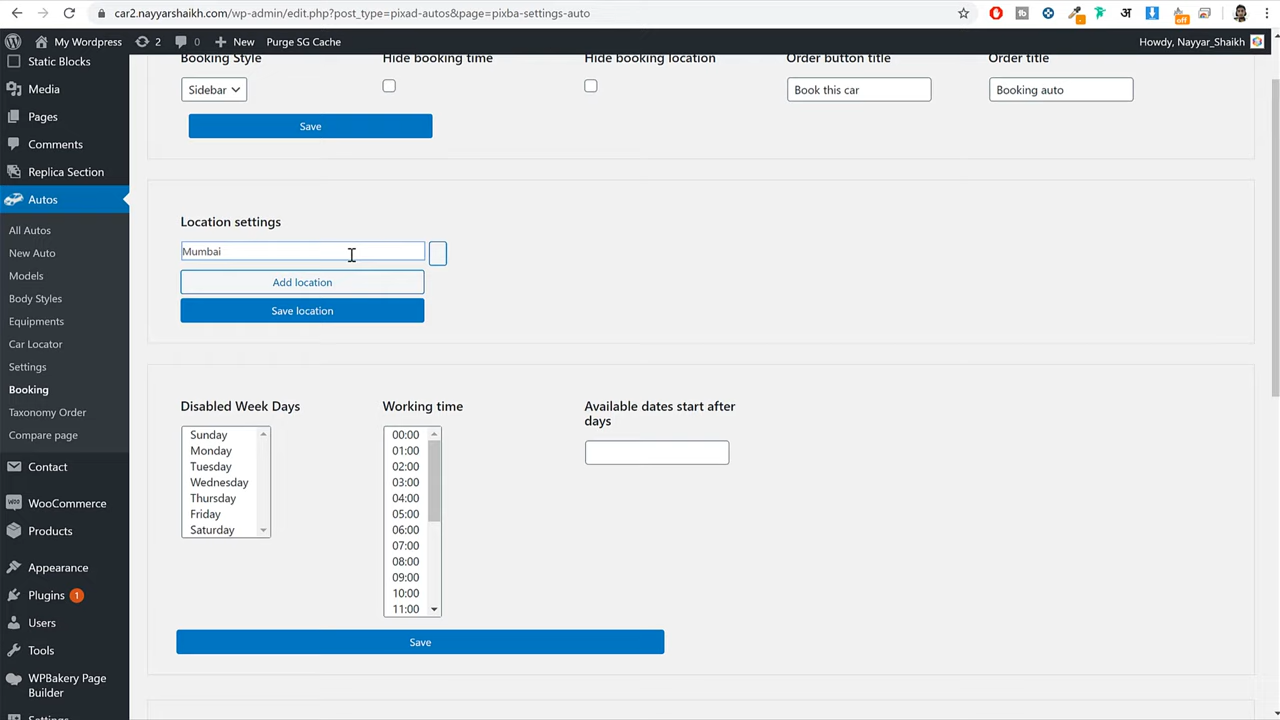 car2.nayyarshaikh.com/wp-admin/edit.php?post_type=pixad-autos&page=pixba-settings-auto
My Wordpress
2
0
New
Purge SG Cache
Howdy, Nayyar_Shaikh
Static Blocks
Media
Pages
Comments
Replica Section
Autos
All Autos
New Auto
Models
Body Styles
Equipments
Car Locator
Settings
Booking
Taxonomy Order
Compare page
Contact
WooCommerce
Products
Appearance
Plugins 1
Users
Tools
WPBakery Page
Builder
Settings
Booking Style
Hide booking time
Hide booking location
Order button title
Order title
Sidebar
Book this car
Booking auto
Save
Location settings
Mumbai
Add location
Save location
Disabled Week Days
Working time
Available dates start after
days
Sunday
Monday
Tuesday
Wednesday
Thursday
Friday
Saturday
00:00
01:00
02:00
03:00
04:00
05:00
06:00
07:00
08:00
09:00
10:00
11:00
Save
off
अ